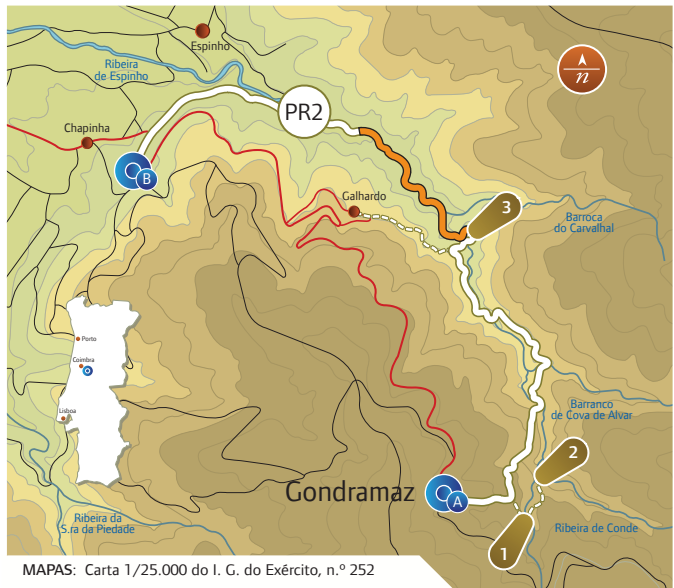 Espinho
Ribeira
de Espinho
n
PR2
Chapinha
B
Galhardo
3
Barroca
do Carvalhal
Porto
Coimbra
Lisboa
Barranco
de Cova de Alvar
2
Gondramaz
A
Ribeira da
S.ra da Piedade
Ribeira de Conde
1
MAPAS: Carta 1/25.000 do I. G. do Exército, n.º 252